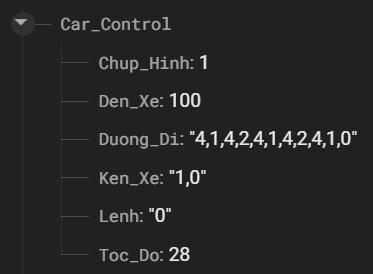 Car_Control
Chup_Hinh: 1
Den_Xe: 100
Duong_Di: "4,1,4,2,4,1,4,2,4,1,0"
Ken_Xe: "1,0"
Lenh: "0"
Toc_Do: 28